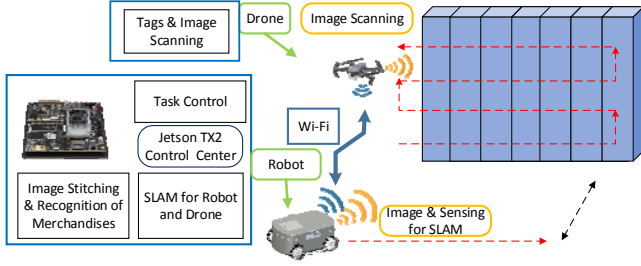 Tags & Image
Scanning
Drone
Image Scanning
Task Control
Jetson TX2
Control Center
Wi-Fi
Robot
Image Stitching
& Recognition of
Merchandises
SLAM for Robot
and Drone
Image & Sensing
for SLAM